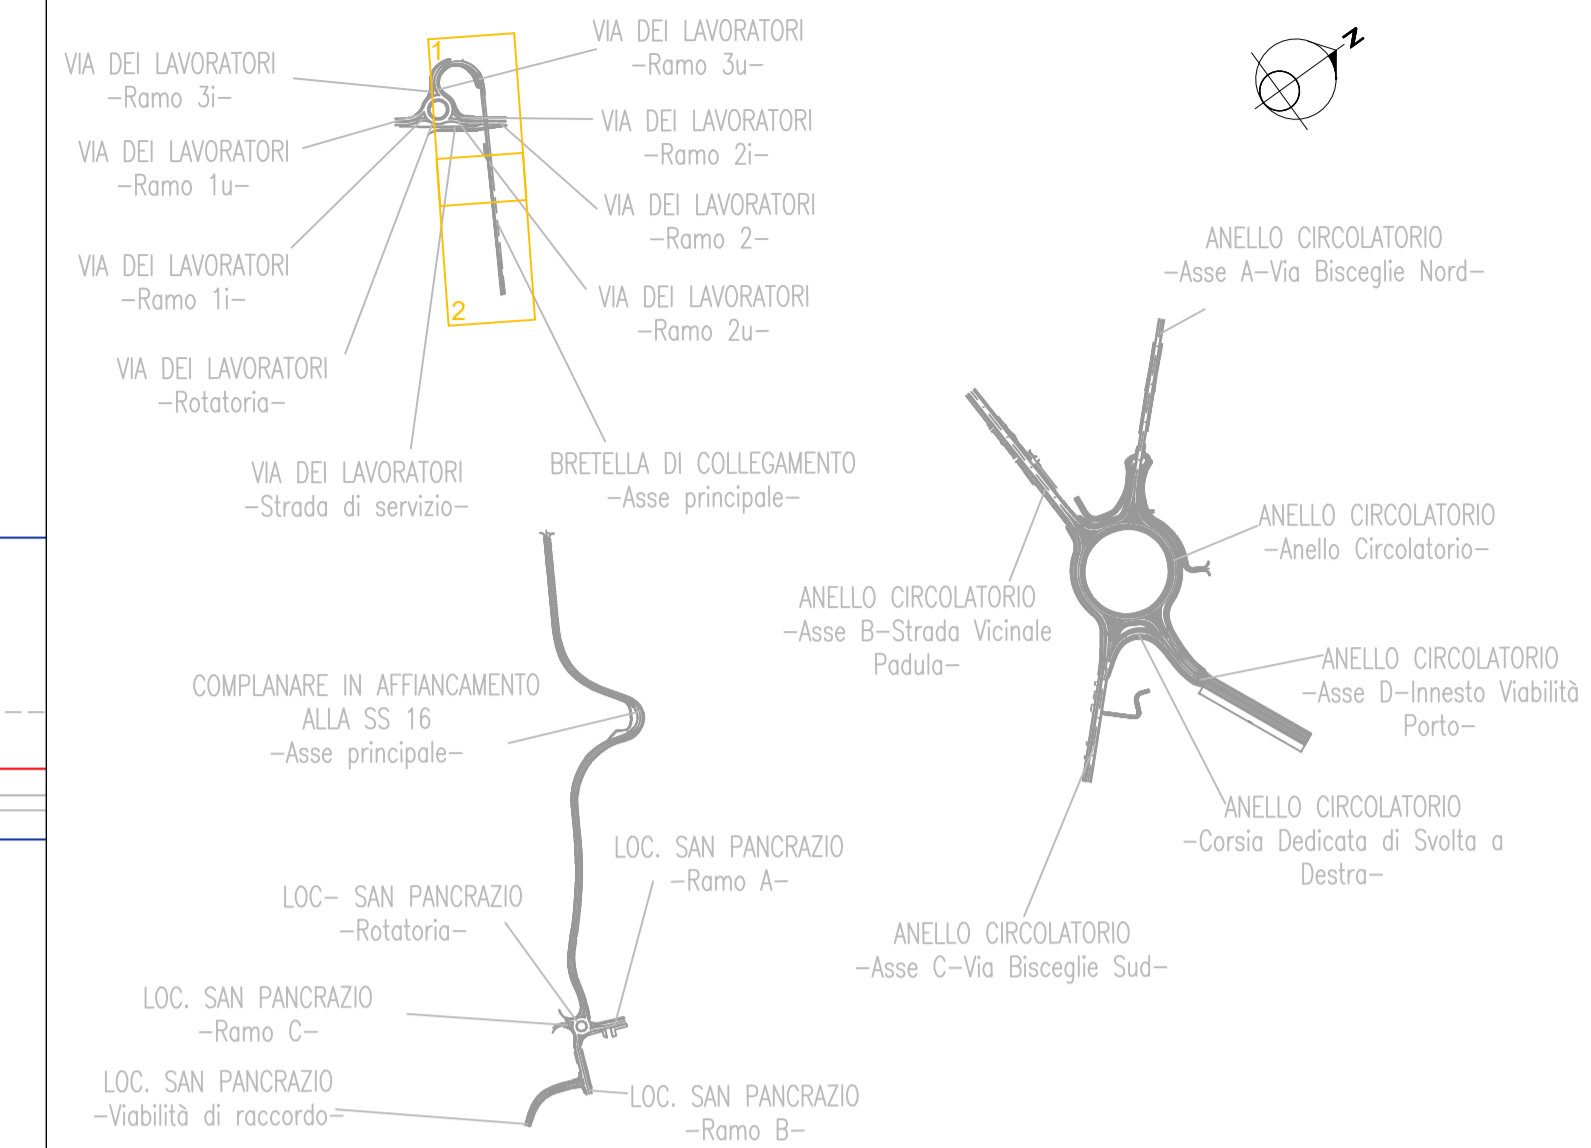 VIA DEI LAVORATORI
-Ramo 3i-
VIA DEI LAVORATORI
-Ramo 3u-
1
N
VIA DEI LAVORATORI
-Ramo 1u-
VIA DEI LAVORATORI
-Ramo 2i-
VIA DEI LAVORATORI
-Ramo 2-
VIA DEI LAVORATORI
-Ramo 1i-
VIA DEI LAVORATORI
-Ramo 2u-
2
VIA DEI LAVORATORI
-Rotatoria-
VIA DEI LAVORATORI
-Strada di servizio-
BRETELLA DI COLLEGAMENTO
-Asse principale-
ANELLO CIRCOLATORIO
-Asse A-Via Bisceglie Nord-
ANELLO CIRCOLATORIO
-Anello Circolatorio-
ANELLO CIRCOLATORIO
-Asse B-Strada Vicinale
Padula-
ANELLO CIRCOLATORIO
-Asse D-Innesto Viabilità
Porto-
ANELLO CIRCOLATORIO
-Corsia Dedicata di Svolta a
Destra-
ANELLO CIRCOLATORIO
-Asse C-Via Bisceglie Sud-
COMPLANARE IN AFFIANCAMENTO
ALLA SS 16
-Asse principale-
LOC. SAN PANCRAZIO
-Ramo A-
LOC- SAN PANCRAZIO
-Rotatoria-
LOC. SAN PANCRAZIO
-Ramo C-
LOC. SAN PANCRAZIO
-Viabilità di raccordo-
LOC. SAN PANCRAZIO
-Ramo B-